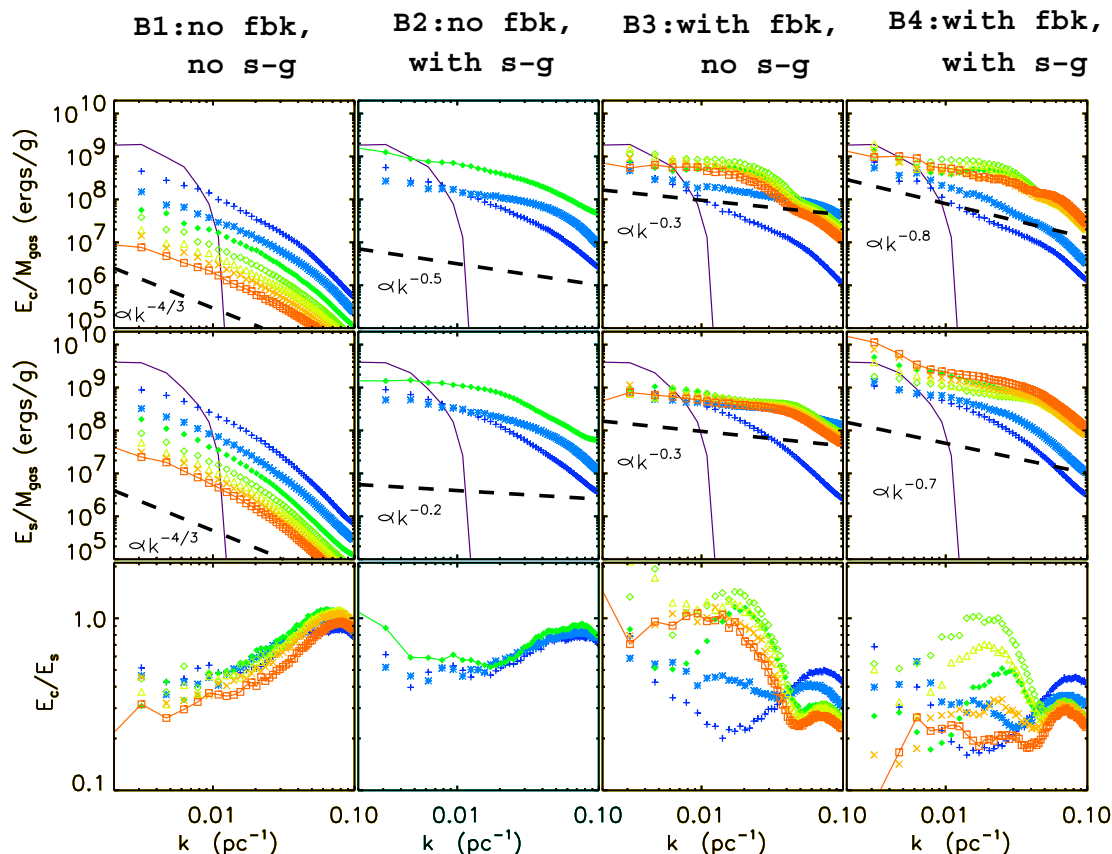 B1:no fbk, no s-g
B2:no fbk, with s-g
B3:with fbk, no s-g
B4:with fbk, with s-g
E_c/M_gas (ergs/g)
10^10
10^9
10^8
10^7
10^6
10^5
∝k^-4/3
∝k^-0.5
∝k^-0.3
∝k^-0.8
E_s/M_gas (ergs/g)
10^10
10^9
10^8
10^7
10^6
10^5
∝k^-4/3
∝k^-0.2
∝k^-0.3
∝k^-0.7
E_c/E_s
1.0
0.1
0.01 0.10 0.01 0.10 0.01 0.10 0.01 0.10
k (pc^-1) k (pc^-1) k (pc^-1) k (pc^-1)